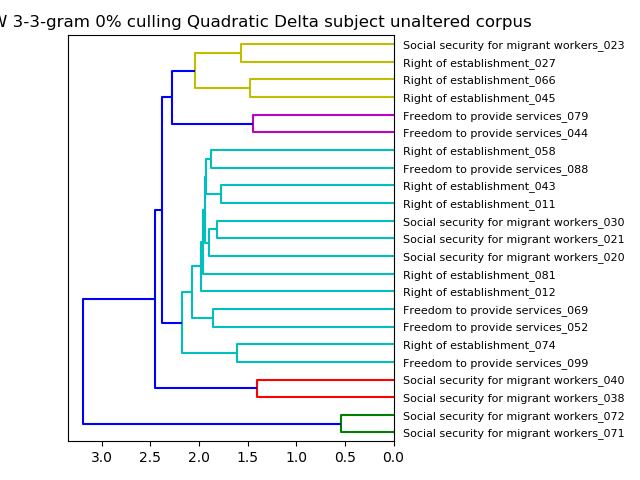 3-3-gram 0% culling Quadratic Delta subject unaltered corpus
Social security for migrant workers_023
Right of establishment_027
Right of establishment_066
Right of establishment_045
Freedom to provide services_079
Freedom to provide services_044
Right of establishment_058
Freedom to provide services_088
Right of establishment_043
Right of establishment_011
Social security for migrant workers_030
Social security for migrant workers_021
Social security for migrant workers_020
Right of establishment_081
Right of establishment_012
Freedom to provide services_069
Freedom to provide services_052
Right of establishment_074
Freedom to provide services_099
Social security for migrant workers_040
Social security for migrant workers_038
Social security for migrant workers_072
Social security for migrant workers_071
3.0 2.5 2.0 1.5 1.0 0.5 0.0